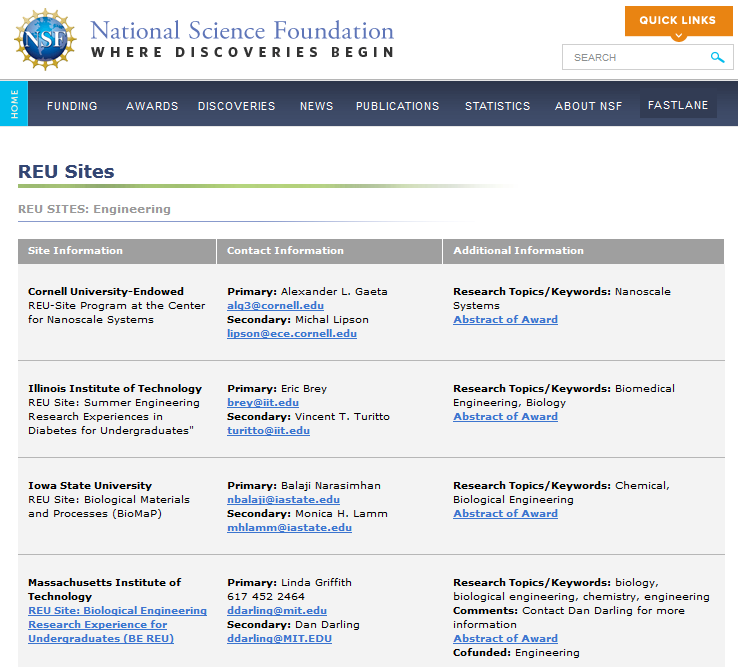 NSF
National Science Foundation
WHERE DISCOVERIES BEGIN
QUICK LINKS
SEARCH
HOME
FUNDING AWARDS DISCOVERIES NEWS PUBLICATIONS STATISTICS ABOUT NSF FASTLANE
REU Sites
REU SITES: Engineering
Site Information Contact Information Additional Information
Cornell University-Endowed
REU-Site Program at the Center
for Nanoscale Systems
Primary: Alexander L. Gaeta
alg3@cornell.edu
Secondary: Michal Lipson
lipson@ece.cornell.edu
Research Topics/Keywords: Nanoscale
Systems
Abstract of Award
Illinois Institute of Technology
REU Site: Summer Engineering
Research Experiences in
Diabetes for Undergraduates"
Primary: Eric Brey
brey@iit.edu
Secondary: Vincent T. Turitto
turitto@iit.edu
Research Topics/Keywords: Biomedical
Engineering, Biology
Abstract of Award
Iowa State University
REU Site: Biological Materials
and Processes (BioMaP)
Primary: Balaji Narasimhan
nbalaji@iastate.edu
Secondary: Monica H. Lamm
mhlamm@iastate.edu
Research Topics/Keywords: Chemical,
Biological Engineering
Abstract of Award
Massachusetts Institute of
Technology
REU Site: Biological Engineering
Research Experience for
Undergraduates (BE REU)
Primary: Linda Griffith
617 452 2464
ddarling@mit.edu
Secondary: Dan Darling
ddarling@MIT.EDU
Research Topics/Keywords: biology,
biological engineering, chemistry, engineering
Comments: Contact Dan Darling for more
information
Abstract of Award
Cofunded: Engineering